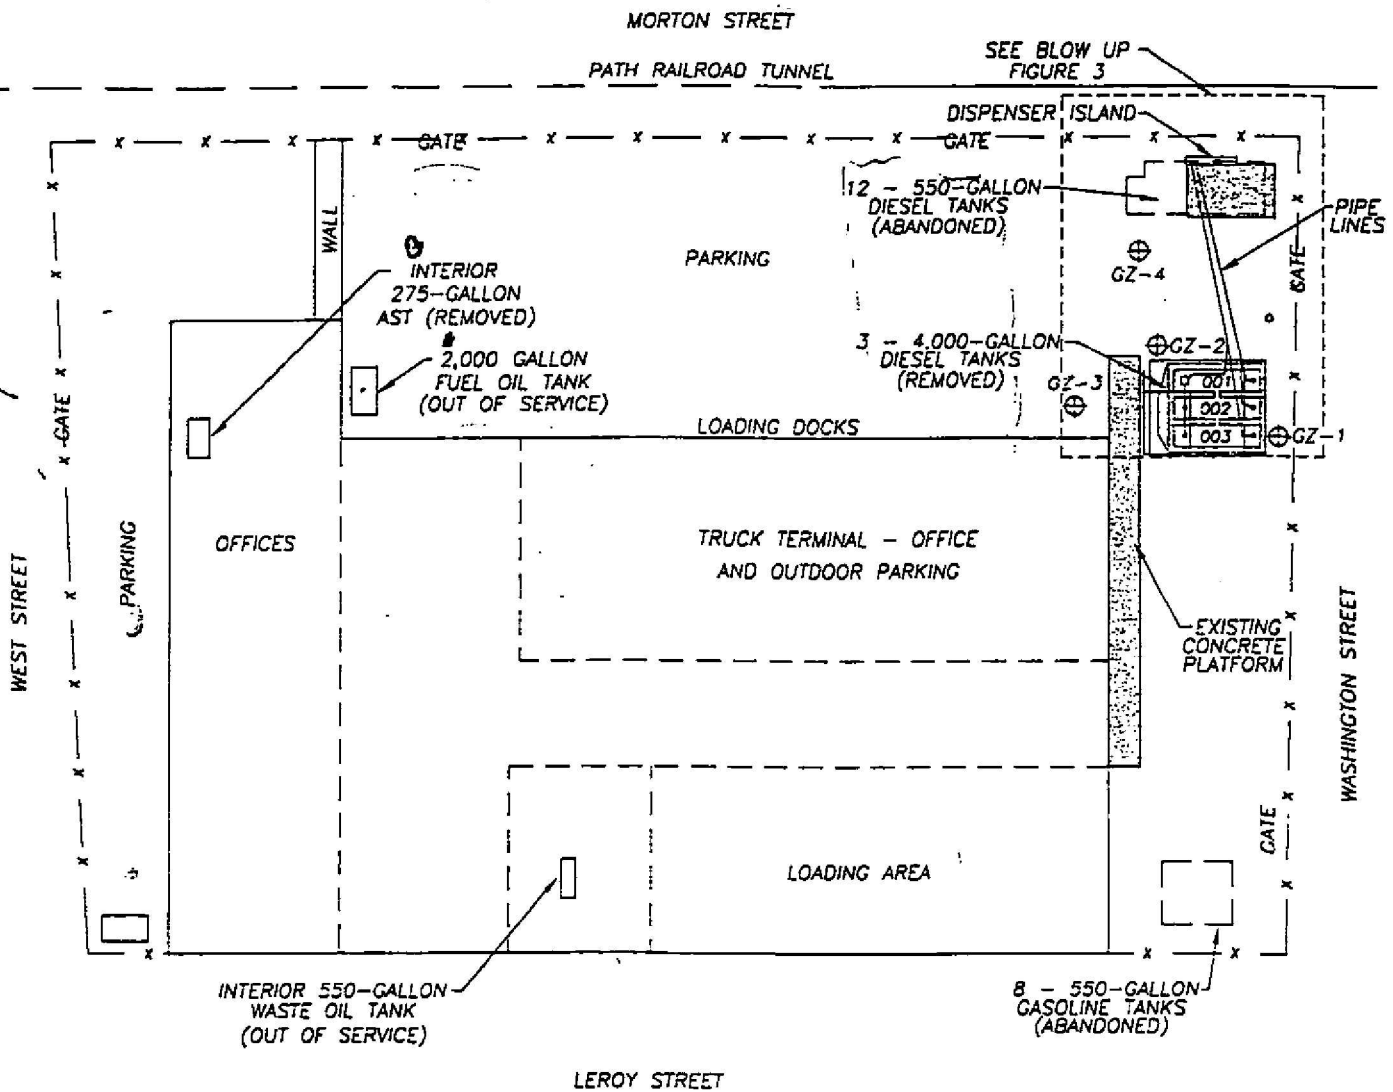 MORTON STREET
PATH RAILROAD TUNNEL
SEE BLOW UP
FIGURE 3
DISPENSER ISLAND
GATE
GATE
12 - 550-GALLON
DIESEL TANKS
(ABANDONED)
PIPE
LINES
WALL
PARKING
GZ-4
GATE
INTERIOR
275-GALLON
AST (REMOVED)
3 - 4,000-GALLON
DIESEL TANKS
(REMOVED)
GZ-2
2,000 GALLON
FUEL OIL TANK
(OUT OF SERVICE)
GZ-3
001
002
003
GZ-1
GATE
LOADING DOCKS
OFFICES
PARKING
WEST STREET
TRUCK TERMINAL - OFFICE
AND OUTDOOR PARKING
EXISTING
CONCRETE
PLATFORM
WASHINGTON STREET
GATE
LOADING AREA
INTERIOR 550-GALLON
WASTE OIL TANK
(OUT OF SERVICE)
8 - 550-GALLON
GASOLINE TANKS
(ABANDONED)
LEROY STREET